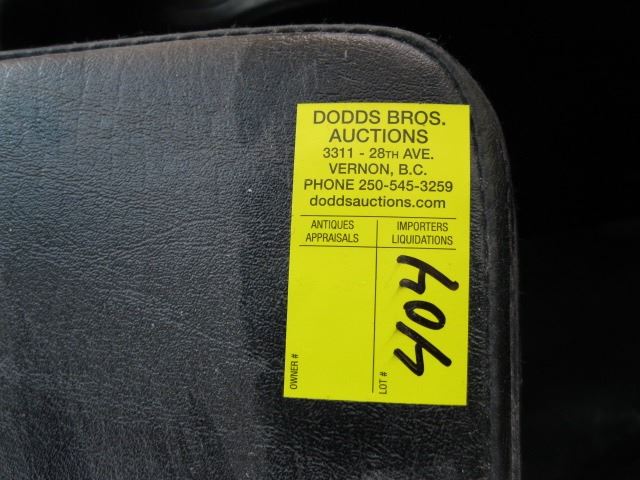 DODDS BROS.
AUCTIONS
3311 - 28TH AVE.
VERNON, B.C.
PHONE 250-545-3259
doddsauctions.com
ANTIQUES
APPRAISALS
IMPORTERS
LIQUIDATIONS
OWNER #
LOT #
404